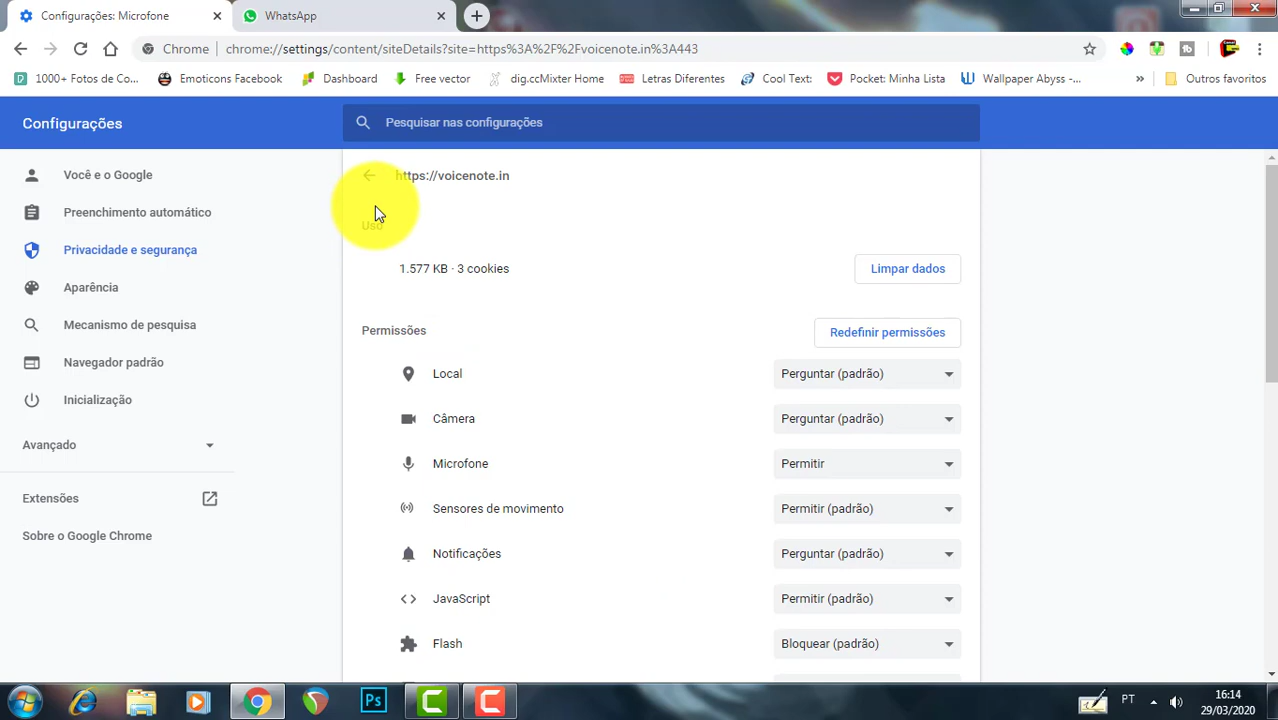 Configurações: Microfone
WhatsApp
Chrome chrome://settings/content/siteDetails?site=https%3A%2F%2Fvoicenote.in%3A443
1000+ Fotos de Co...
Emoticons Facebook
Dashboard
Free vector
dig.ccMixter Home
Letras Diferentes
Cool Text:
Pocket: Minha Lista
Wallpaper Abyss -...
»
Outros favoritos
Configurações
Pesquisar nas configurações
Você e o Google
Preenchimento automático
Privacidade e segurança
Aparência
Mecanismo de pesquisa
Navegador padrão
Inicialização
Avançado
Extensões
Sobre o Google Chrome
https://voicenote.in
Uso
1.577 KB · 3 cookies
Limpar dados
Permissões
Redefinir permissões
Local
Perguntar (padrão)
Câmera
Perguntar (padrão)
Microfone
Permitir
Sensores de movimento
Permitir (padrão)
Notificações
Perguntar (padrão)
JavaScript
Permitir (padrão)
Flash
Bloquear (padrão)
Ps
PT
16:14
29/03/2020